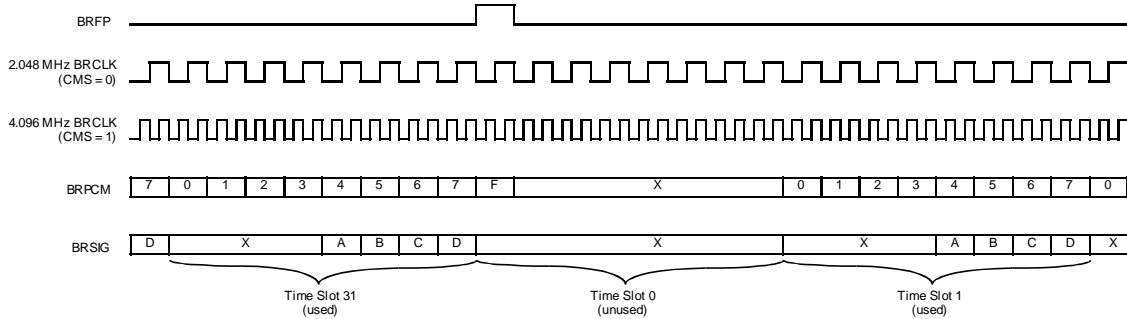 BRFP
2.048 MHz BRCLK
(CMS = 0)
4.096 MHz BRCLK
(CMS = 1)
BRPCM 7 0 1 2 3 4 5 6 7 F X 0 1 2 3 4 5 6 7 0
BRSIG D X A B C D X X A B C D X
Time Slot 31
(used)
Time Slot 0
(unused)
Time Slot 1
(used)